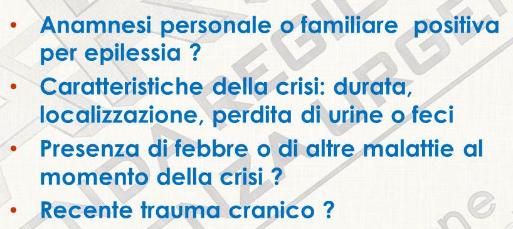 • Anamnesi personale o familiare positiva
per epilessia ?
• Caratteristiche della crisi: durata,
localizzazione, perdita di urine o feci
• Presenza di febbre o di altre malattie al
momento della crisi ?
• Recente trauma cranico ?